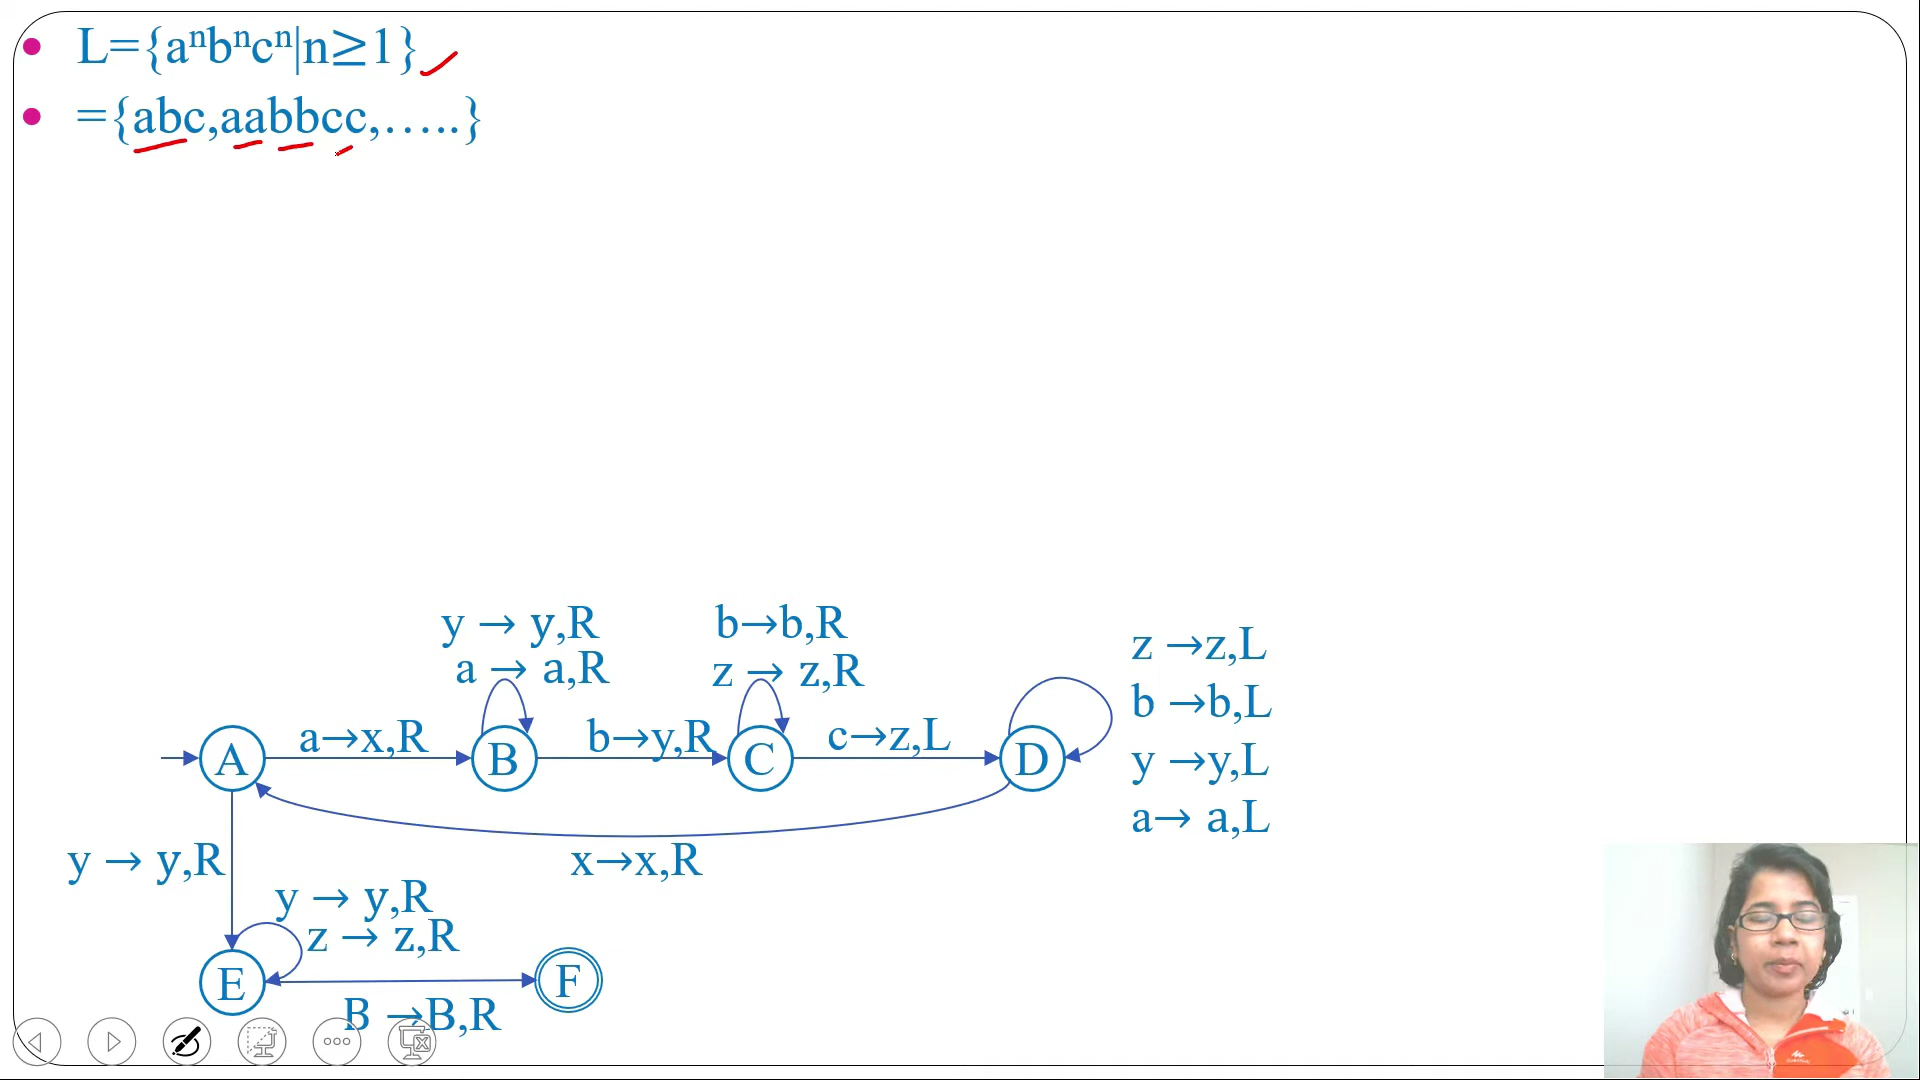 L={aⁿbⁿcⁿ|n≥1}
={abc,aabbcc,…..}
y → y,R
a → a,R
b→b,R
z → z,R
z →z,L
b →b,L
y →y,L
a→ a,L
A
a→x,R
B
b→y,R
C
c→z,L
D
x→x,R
y → y,R
y → y,R
z → z,R
E
F
B →B,R